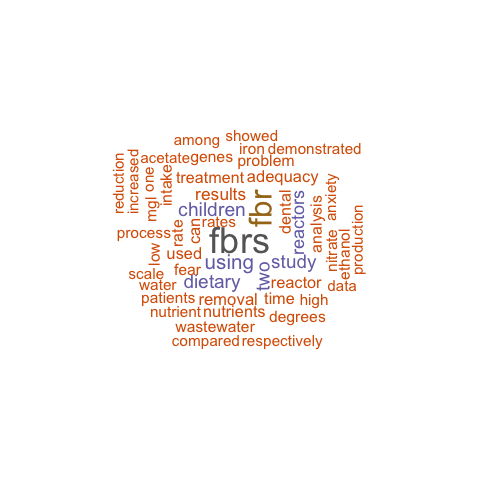 showed
among
iron demonstrated
acetate genes
problem
treatment adequacy
reduction
increased
mgl one
intake
results
fbr
dental
reactors
analysis
anxiety
children
rates
can
rate
process
fbrs
nitrate
ethanol
production
low
used
using
two
study
scale
fear
water
dietary
reactor
data
patients
removal
time
high
nutrient
nutrients
degrees
wastewater
compared
respectively